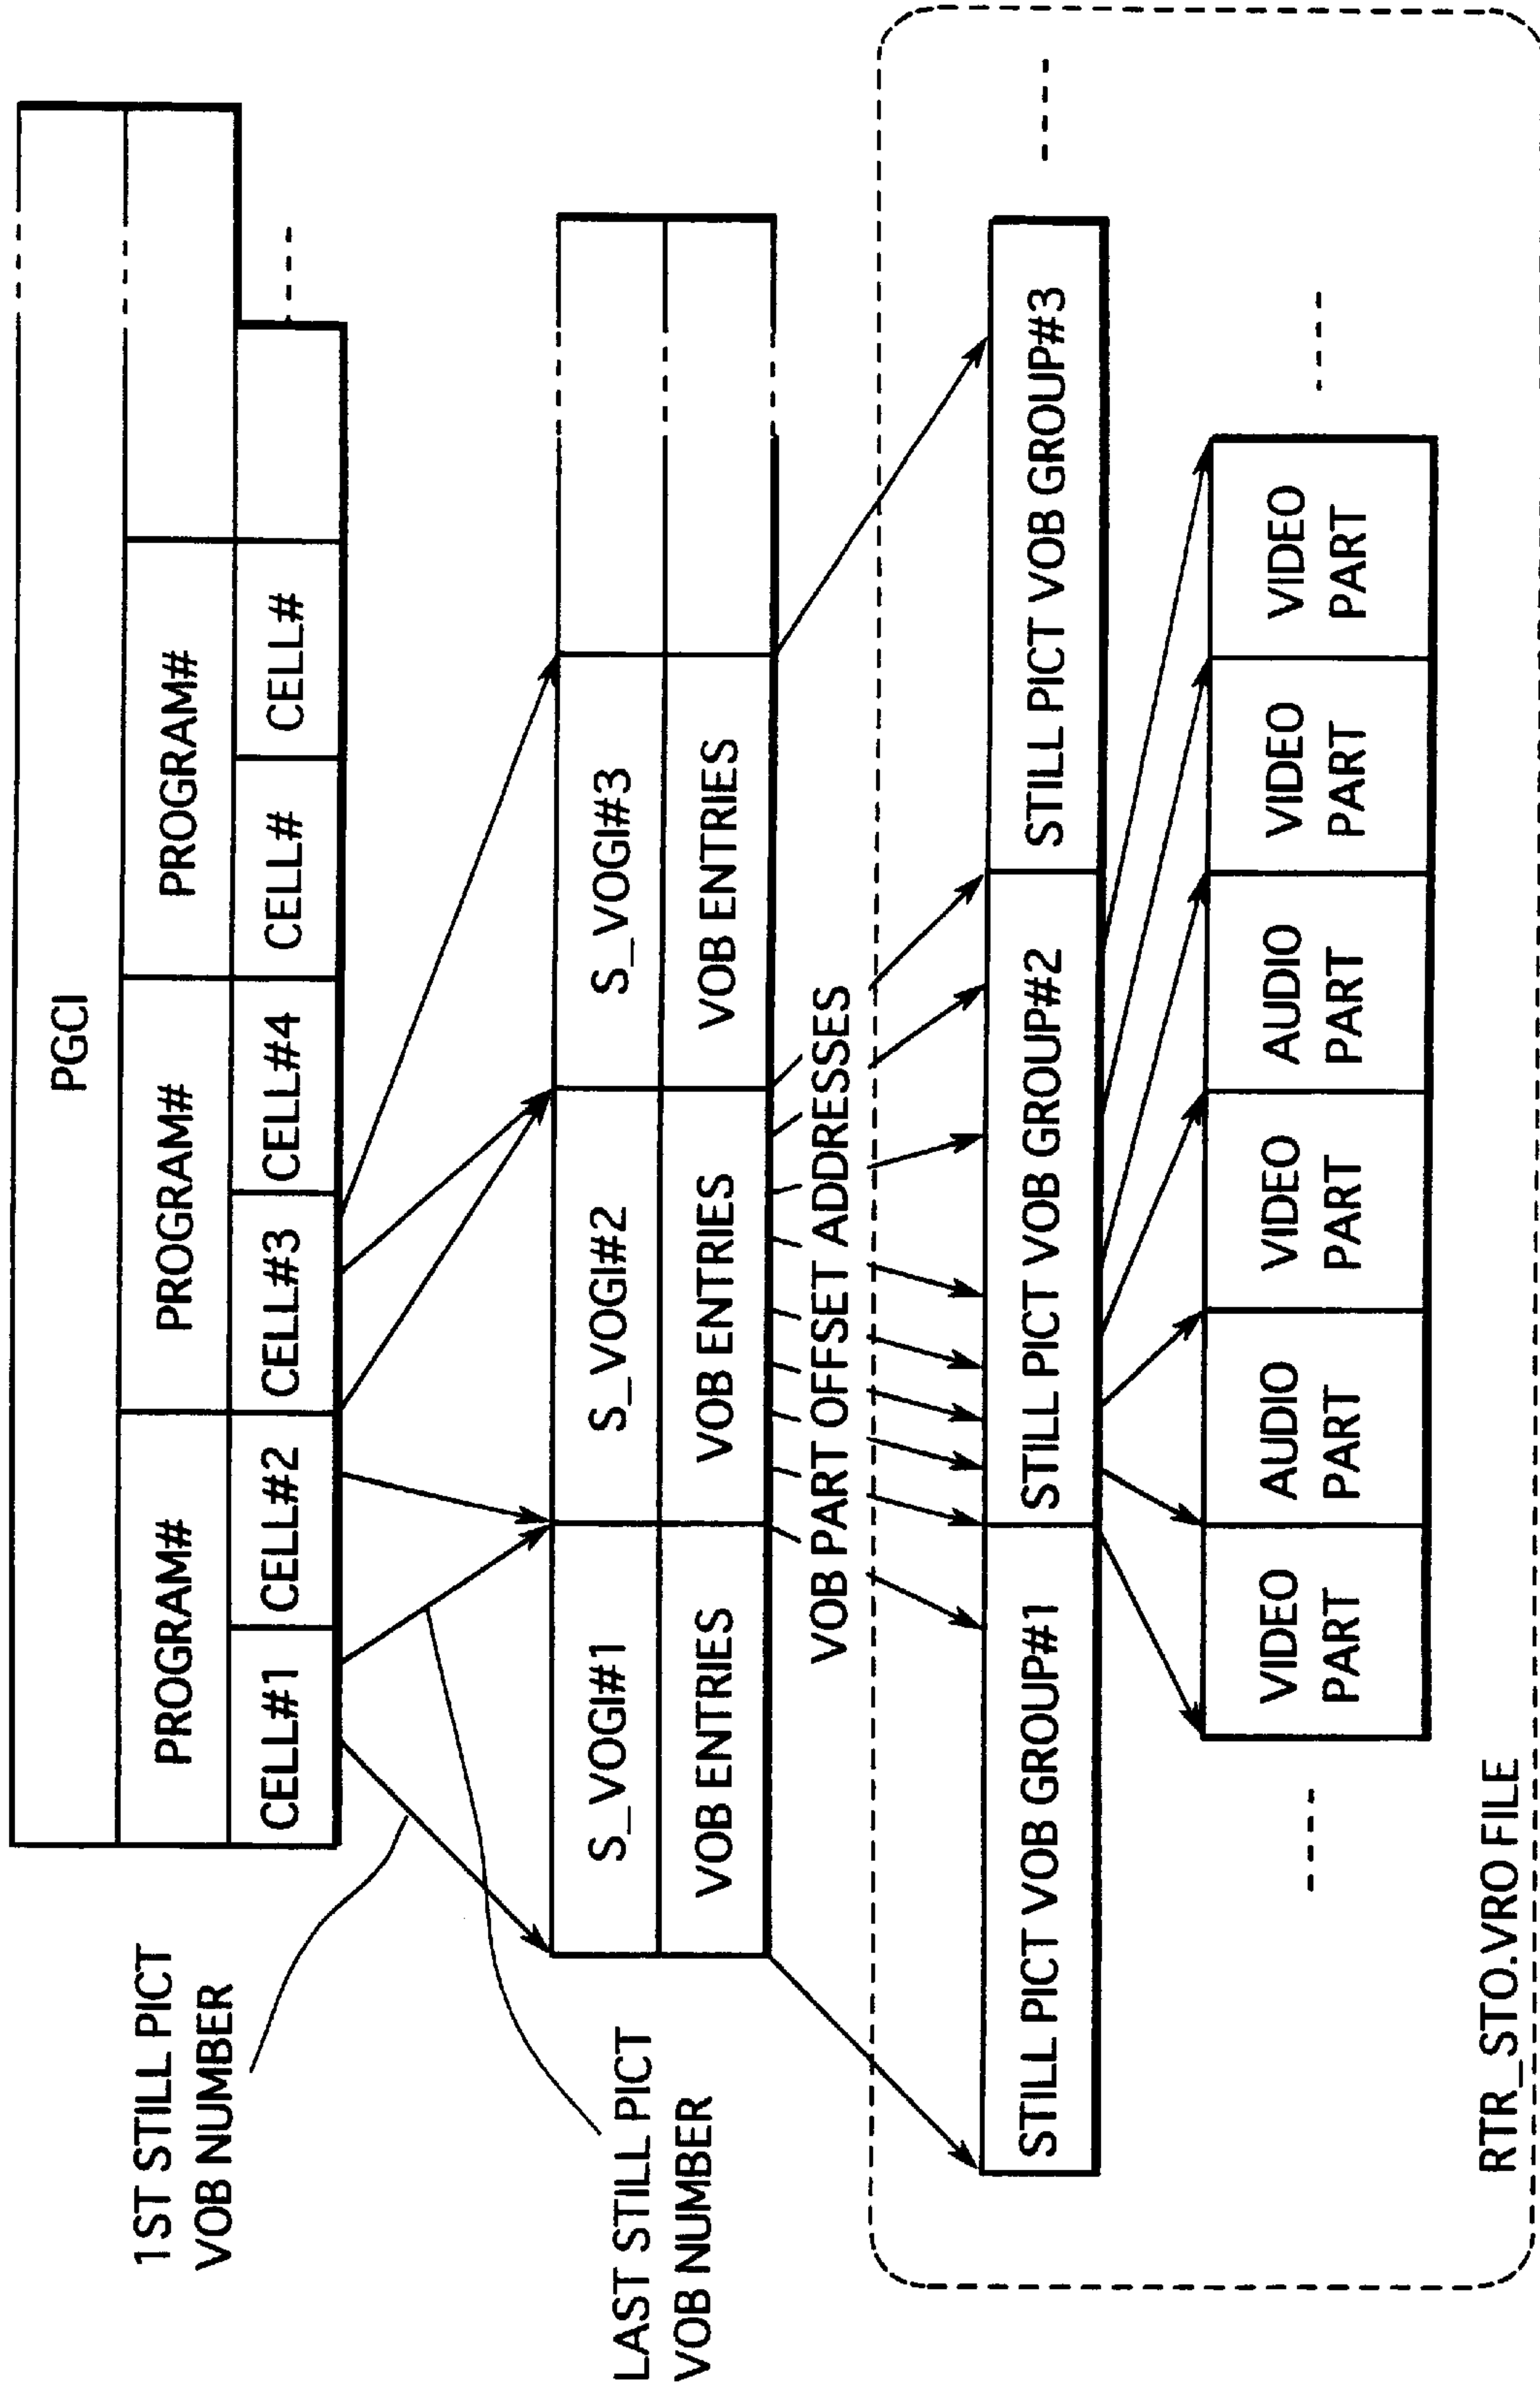 PGCI
PROGRAM#
PROGRAM#
PROGRAM#
CELL#1
CELL#2
CELL#3
CELL#4
CELL#
CELL#
1ST STILL PICT
VOB NUMBER
LAST STILL PICT
VOB NUMBER
S_VOGI#1
S_VOGI#2
S_VOGI#3
VOB ENTRIES
VOB ENTRIES
VOB ENTRIES
VOB PART OFFSET ADDRESSES
STILL PICT VOB GROUP#1
STILL PICT VOB GROUP#2
STILL PICT VOB GROUP#3
VIDEO
PART
AUDIO
PART
VIDEO
PART
AUDIO
PART
VIDEO
PART
VIDEO
PART
RTR_STO.VRO FILE